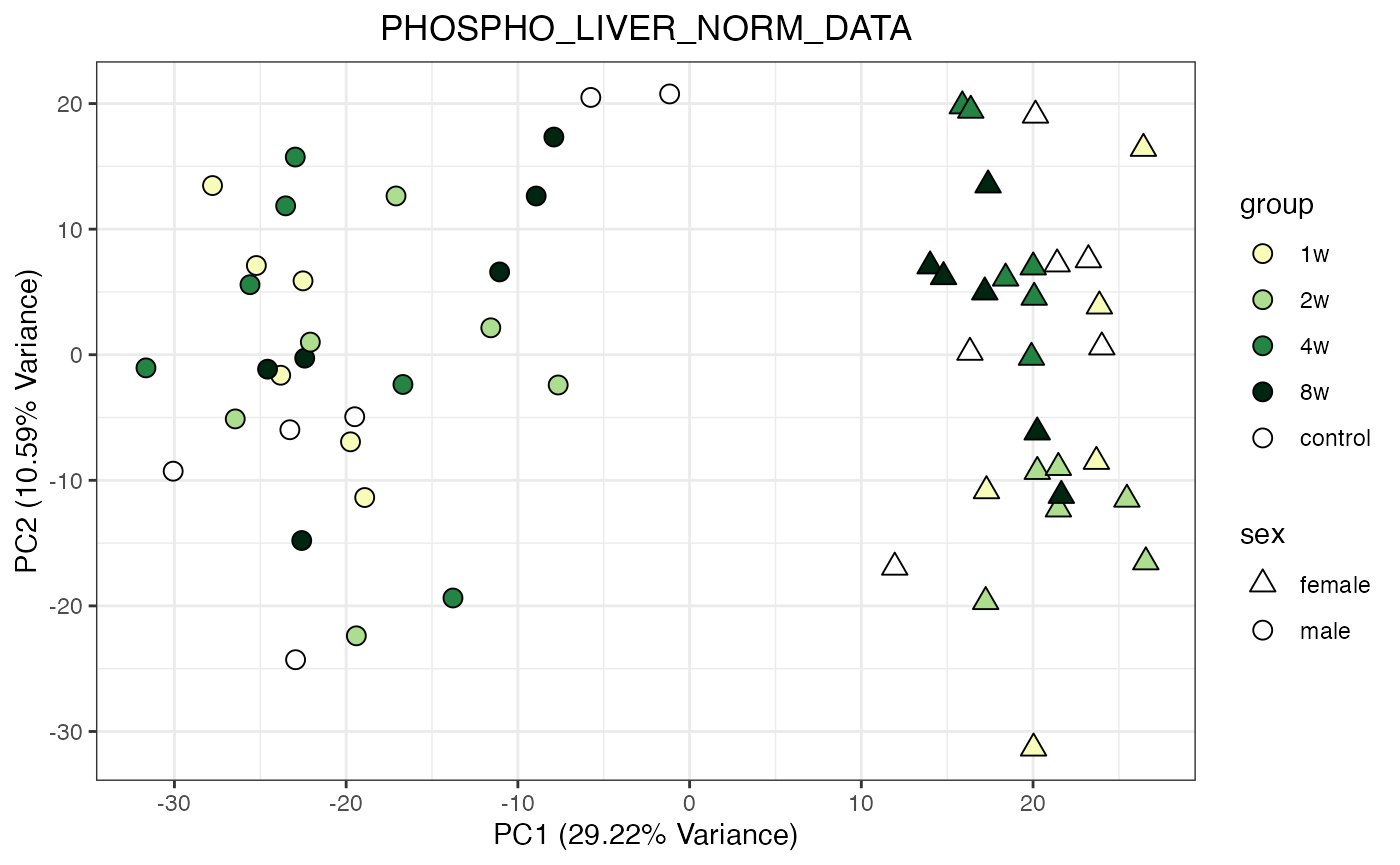 PHOSPHO_LIVER_NORM_DATA
PC2 (10.59% Variance)
20
10
0
-10
-20
-30
-30
-20
-10
0
10
20
PC1 (29.22% Variance)
group
1w
2w
4w
8w
control
sex
female
male